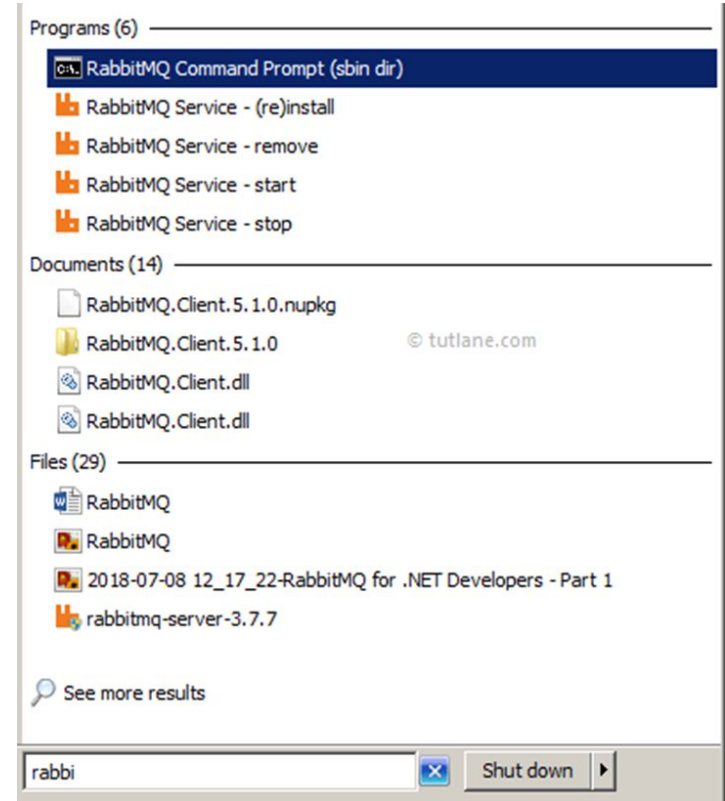 Programs (6)
RabbitMQ Command Prompt (sbin dir)
RabbitMQ Service - (re)install
RabbitMQ Service - remove
RabbitMQ Service - start
RabbitMQ Service - stop
Documents (14)
RabbitMQ.Client.5.1.0.nupkg
RabbitMQ.Client.5.1.0
© tutlane.com
RabbitMQ.Client.dll
RabbitMQ.Client.dll
Files (29)
RabbitMQ
RabbitMQ
2018-07-08 12_17_22-RabbitMQ for .NET Developers - Part 1
rabbitmq-server-3.7.7
See more results
rabbi
Shut down